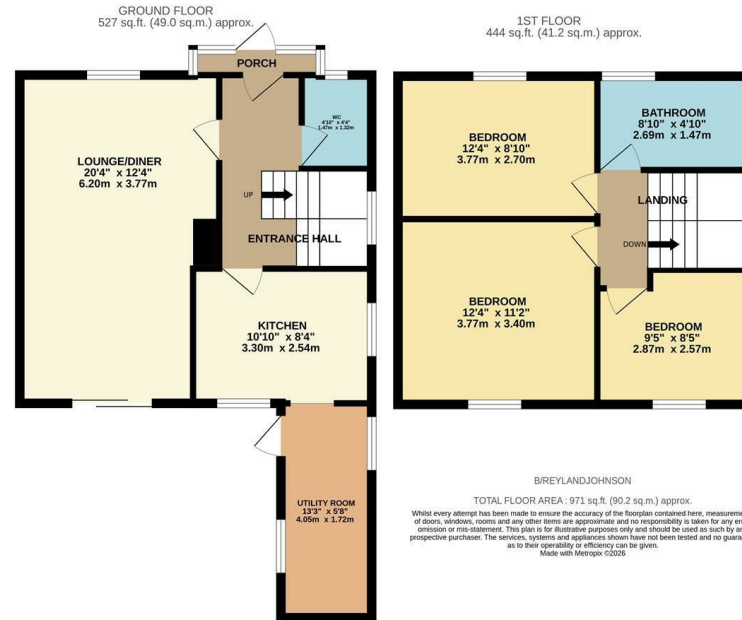 GROUND FLOOR
527 sq.ft. (49.0 sq.m.) approx.
PORCH
WC
4'10" x 4'4"
1.47m x 1.32m
LOUNGE/DINER
20'4" x 12'4"
6.20m x 3.77m
UP
ENTRANCE HALL
KITCHEN
10'10" x 8'4"
3.30m x 2.54m
UTILITY ROOM
13'3" x 5'8"
4.05m x 1.72m
1ST FLOOR
444 sq.ft. (41.2 sq.m.) approx.
BEDROOM
12'4" x 8'10"
3.77m x 2.70m
BATHROOM
8'10" x 4'10"
2.69m x 1.47m
LANDING
DOWN
BEDROOM
12'4" x 11'2"
3.77m x 3.40m
BEDROOM
9'5" x 8'5"
2.87m x 2.57m
B/REYLANDJOHNSON
TOTAL FLOOR AREA : 971 sq.ft. (90.2 sq.m.) approx.
Whilst every attempt has been made to ensure the accuracy of the floorplan contained here, measureme
of doors, windows, rooms and any other items are approximate and no responsibility is taken for any er
omission or mis-statement. This plan is for illustrative purposes only and should be used as such by an
prospective purchaser. The services, systems and appliances shown have not been tested and no guara
as to their operability or efficiency can be given.
Made with Metropix ©2026